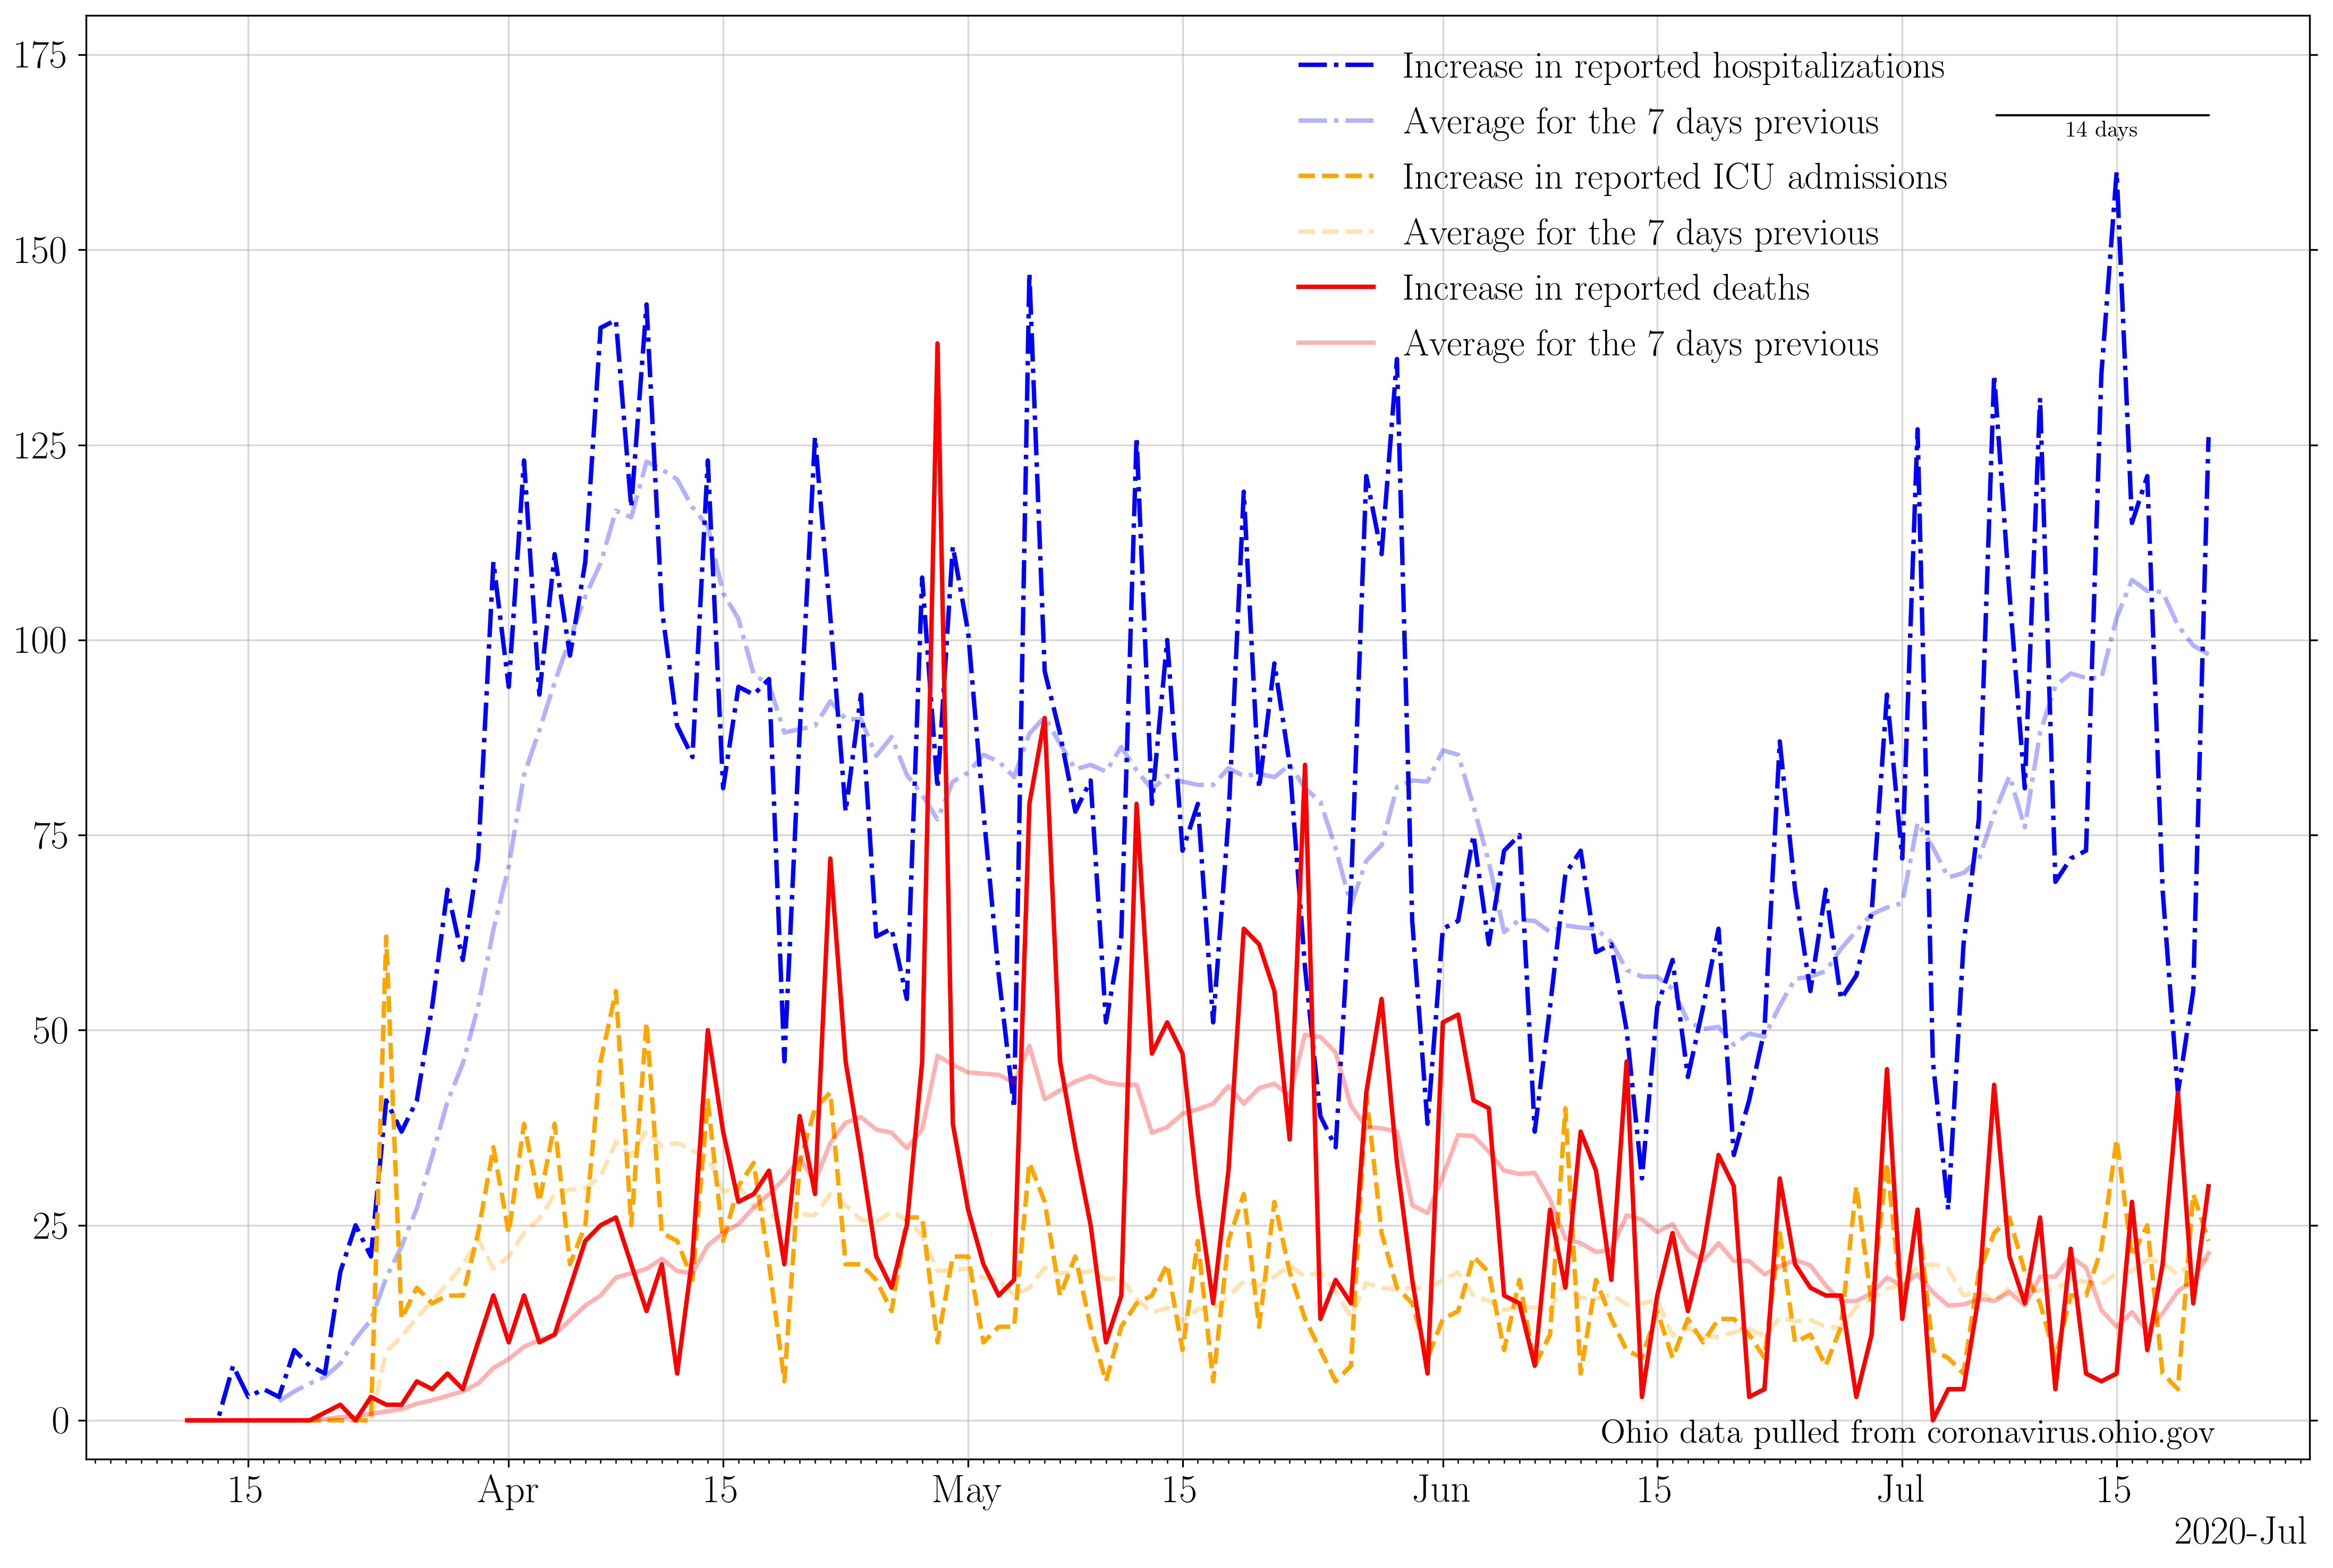 175
150
125
100
75
50
25
0
Increase in reported hospitalizations
Average for the 7 days previous
Increase in reported ICU admissions
Average for the 7 days previous
Increase in reported deaths
Average for the 7 days previous
14 days
Ohio data pulled from coronavirus.ohio.gov
15 Apr 15 May 15 Jun 15 Jul 15
2020-Jul